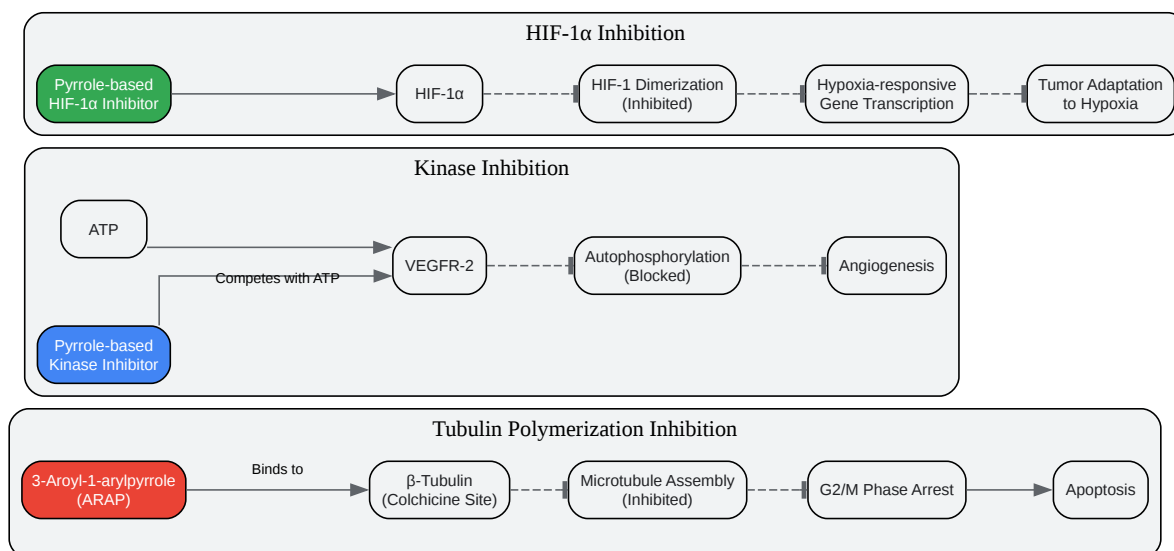 HIF-1α Inhibition
Pyrrole-based
HIF-1α Inhibitor
HIF-1α
HIF-1 Dimerization
(Inhibited)
Hypoxia-responsive
Gene Transcription
Tumor Adaptation
to Hypoxia
Kinase Inhibition
ATP
Competes with ATP
Pyrrole-based
Kinase Inhibitor
VEGFR-2
Autophosphorylation
(Blocked)
Angiogenesis
Tubulin Polymerization Inhibition
3-Aroyl-1-arylpyrrole
(ARAP)
Binds to
β-Tubulin
(Colchicine Site)
Microtubule Assembly
(Inhibited)
G2/M Phase Arrest
Apoptosis